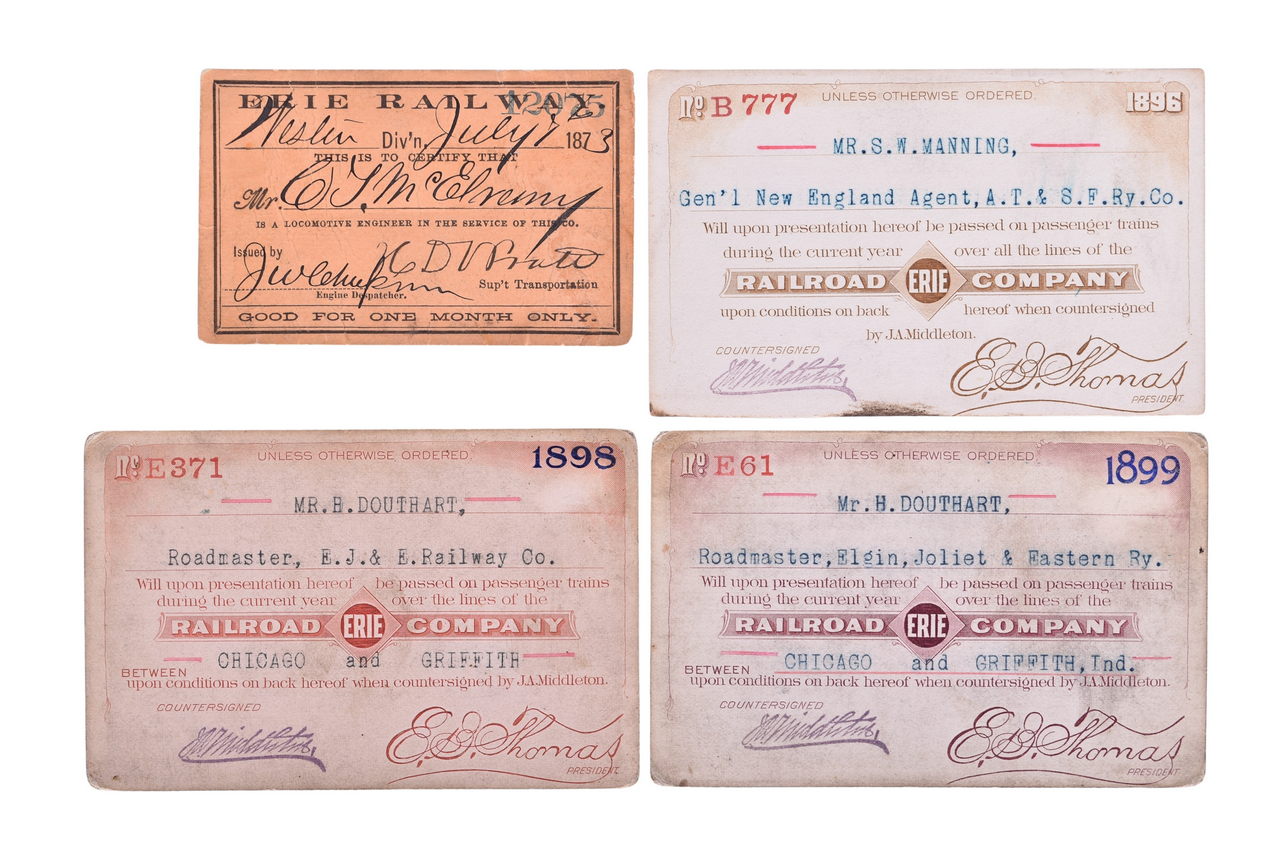 ERIE RAILWAY.
12075
Western Div'n, July 1 1873
THIS IS TO CERTIFY THAT
Mr.
IS A LOCOMOTIVE ENGINEER IN THE SERVICE OF THIS CO.
Issued by
Engine Despatcher.
Sup't Transportation
GOOD FOR ONE MONTH ONLY.
No. B 777
UNLESS OTHERWISE ORDERED.
1896
MR.S.W.MANNING,
Gen'l New England Agent,A.T.& S.F.Ry.Co.
Will upon presentation hereof be passed on passenger trains
during the current year over all the lines of the
RAILROAD ERIE COMPANY
upon conditions on back hereof when countersigned
by J.A.Middleton.
COUNTERSIGNED
J.A.Middleton
E.B.Thomas
PRESIDENT.
No. E371
UNLESS OTHERWISE ORDERED.
1898
MR.H.DOUTHART,
Roadmaster, E.J.& E.Railway Co.
Will upon presentation hereof be passed on passenger trains
during the current year over the lines of the
RAILROAD ERIE COMPANY
BETWEEN CHICAGO and GRIFFITH
upon conditions on back hereof when countersigned by J.A.Middleton.
COUNTERSIGNED
J.A.Middleton
E.B.Thomas
PRESIDENT.
No. E61
UNLESS OTHERWISE ORDERED.
1899
Mr.H.DOUTHART,
Roadmaster,Elgin,Joliet & Eastern Ry.
Will upon presentation hereof be passed on passenger trains
during the current year over the lines of the
RAILROAD ERIE COMPANY
BETWEEN CHICAGO and GRIFFITH,Ind.
upon conditions on back hereof when countersigned by J.A.Middleton.
COUNTERSIGNED
J.A.Middleton
E.B.Thomas
PRESIDENT.